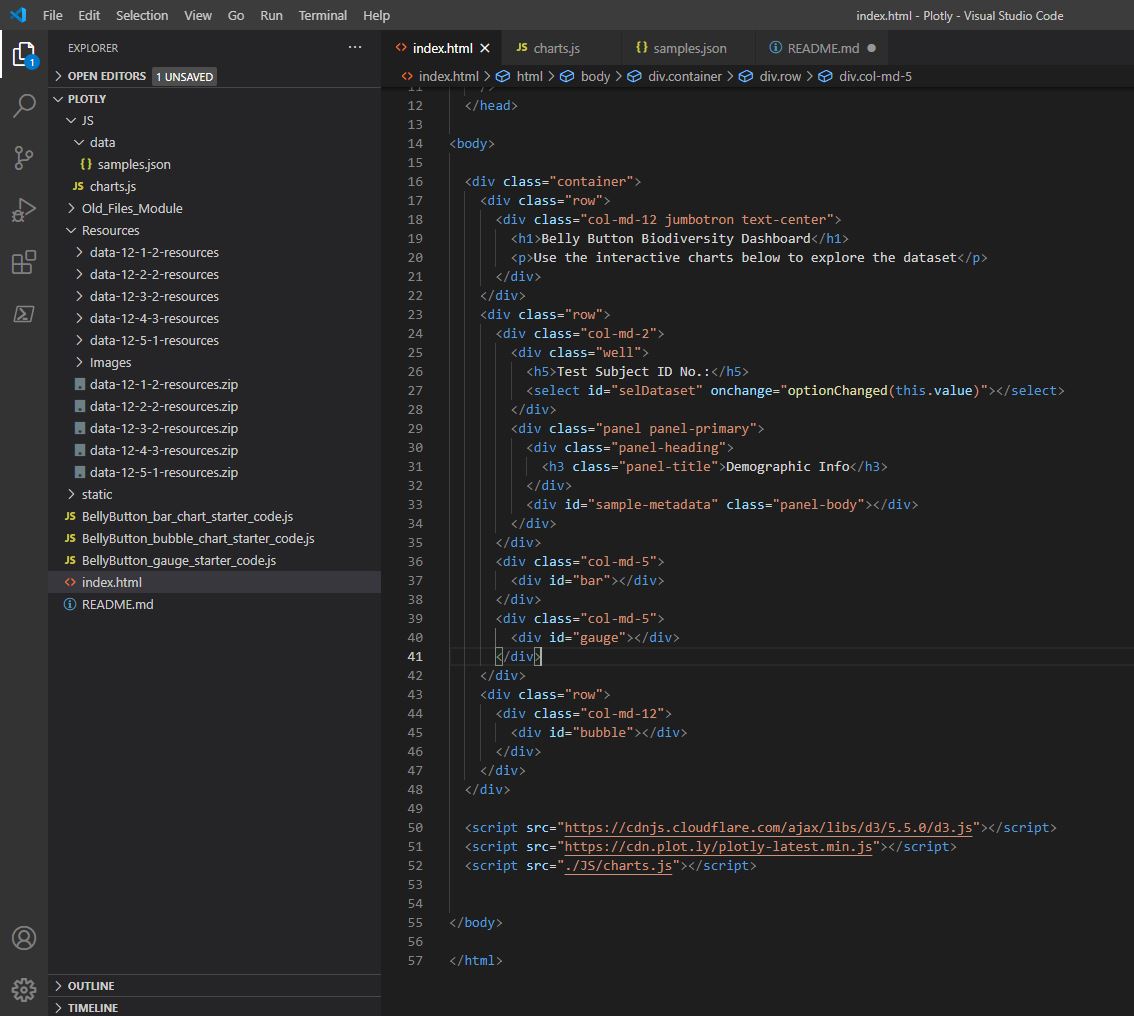 File Edit Selection View Go Run Terminal Help index.html - Plotly - Visual Studio Code
1
EXPLORER ...
OPEN EDITORS 1 UNSAVED
PLOTLY
JS
data
{} samples.json
JS charts.js
Old_Files_Module
Resources
data-12-1-2-resources
data-12-2-2-resources
data-12-3-2-resources
data-12-4-3-resources
data-12-5-1-resources
Images
data-12-1-2-resources.zip
data-12-2-2-resources.zip
data-12-3-2-resources.zip
data-12-4-3-resources.zip
data-12-5-1-resources.zip
static
JS BellyButton_bar_chart_starter_code.js
JS BellyButton_bubble_chart_starter_code.js
JS BellyButton_gauge_starter_code.js
<> index.html
README.md
OUTLINE
TIMELINE
<> index.html JS charts.js {} samples.json README.md
<> index.html > html > body > div.container > div.row > div.col-md-5
11 />
12 </head>
13
14 <body>
15
16 <div class="container">
17 <div class="row">
18 <div class="col-md-12 jumbotron text-center">
19 <h1>Belly Button Biodiversity Dashboard</h1>
20 <p>Use the interactive charts below to explore the dataset</p>
21 </div>
22 </div>
23 <div class="row">
24 <div class="col-md-2">
25 <div class="well">
26 <h5>Test Subject ID No.:</h5>
27 <select id="selDataset" onchange="optionChanged(this.value)"></select>
28 </div>
29 <div class="panel panel-primary">
30 <div class="panel-heading">
31 <h3 class="panel-title">Demographic Info</h3>
32 </div>
33 <div id="sample-metadata" class="panel-body"></div>
34 </div>
35 </div>
36 <div class="col-md-5">
37 <div id="bar"></div>
38 </div>
39 <div class="col-md-5">
40 <div id="gauge"></div>
41 </div>
42 </div>
43 <div class="row">
44 <div class="col-md-12">
45 <div id="bubble"></div>
46 </div>
47 </div>
48 </div>
49
50 <script src="https://cdnjs.cloudflare.com/ajax/libs/d3/5.5.0/d3.js"></script>
51 <script src="https://cdn.plot.ly/plotly-latest.min.js"></script>
52 <script src="./JS/charts.js"></script>
53
54
55 </body>
56
57 </html>